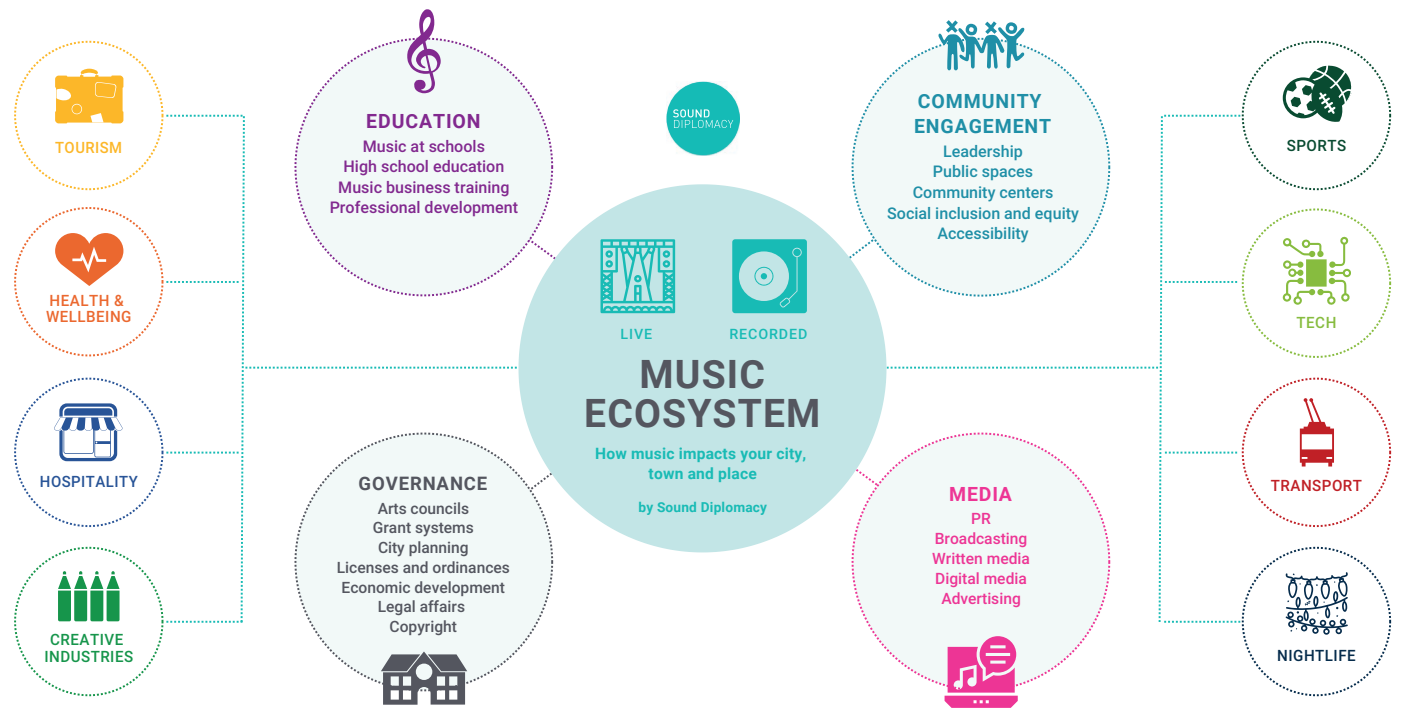 TOURISM
HEALTH &
WELLBEING
HOSPITALITY
CREATIVE
INDUSTRIES
EDUCATION
Music at schools
High school education
Music business training
Professional development
GOVERNANCE
Arts councils
Grant systems
City planning
Licenses and ordinances
Economic development
Legal affairs
Copyright
SOUND
DIPLOMACY
LIVE
RECORDED
MUSIC
ECOSYSTEM
How music impacts your city,
town and place
by Sound Diplomacy
COMMUNITY
ENGAGEMENT
Leadership
Public spaces
Community centers
Social inclusion and equity
Accessibility
MEDIA
PR
Broadcasting
Written media
Digital media
Advertising
SPORTS
TECH
TRANSPORT
NIGHTLIFE